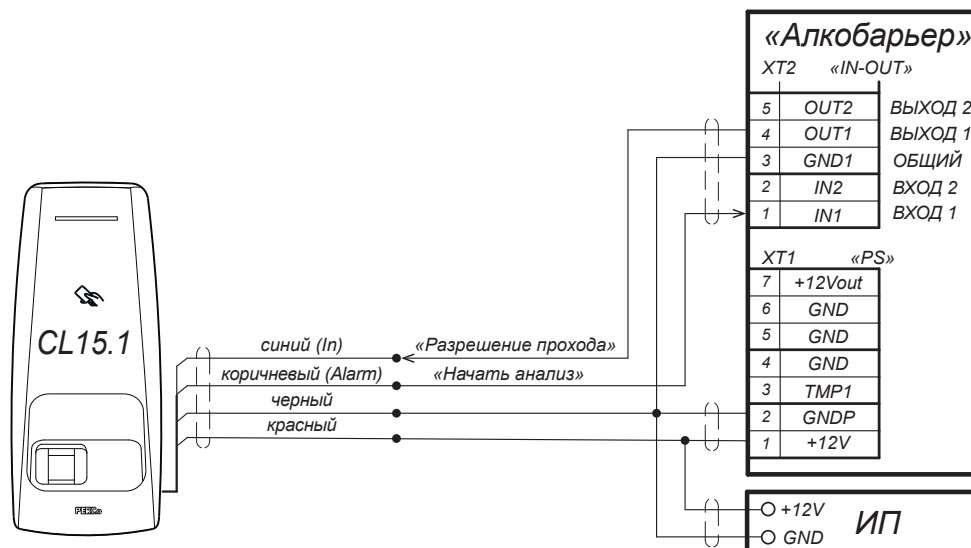 «Алкобарьер»
XT2 «IN-OUT»
5 OUT2 ВЫХОД 2
4 OUT1 ВЫХОД 1
3 GND1 ОБЩИЙ
2 IN2 ВХОД 2
1 IN1 ВХОД 1
XT1 «PS»
7 +12Vout
6 GND
5 GND
4 GND
3 TMP1
2 GNDP
1 +12V
CL15.1
PERCo
синий (In) «Разрешение прохода»
коричневый (Alarm) «Начать анализ»
черный
красный
+12V
GND
ИП